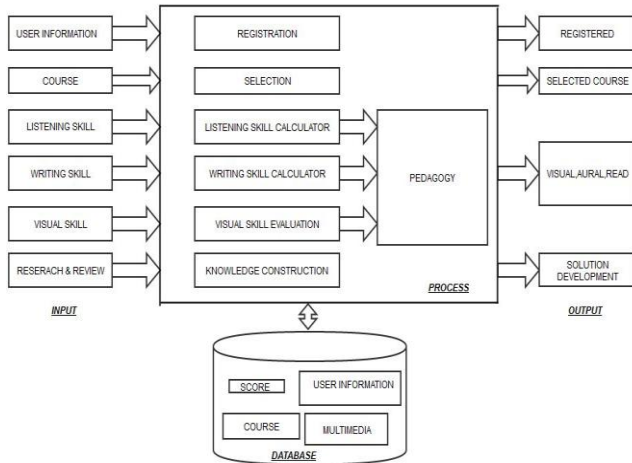 USER INFORMATION
REGISTRATION
REGISTERED
COURSE
SELECTION
SELECTED COURSE
LISTENING SKILL
LISTENING SKILL CALCULATOR
WRITING SKILL
WRITING SKILL CALCULATOR
PEDAGOGY
VISUAL,AURAL,READ
VISUAL SKILL
VISUAL SKILL EVALUATION
RESERACH & REVIEW
KNOWLEDGE CONSTRUCTION
SOLUTION
DEVELOPMENT
INPUT
PROCESS
OUTPUT
SCORE
USER INFORMATION
COURSE
MULTIMEDIA
DATABASE